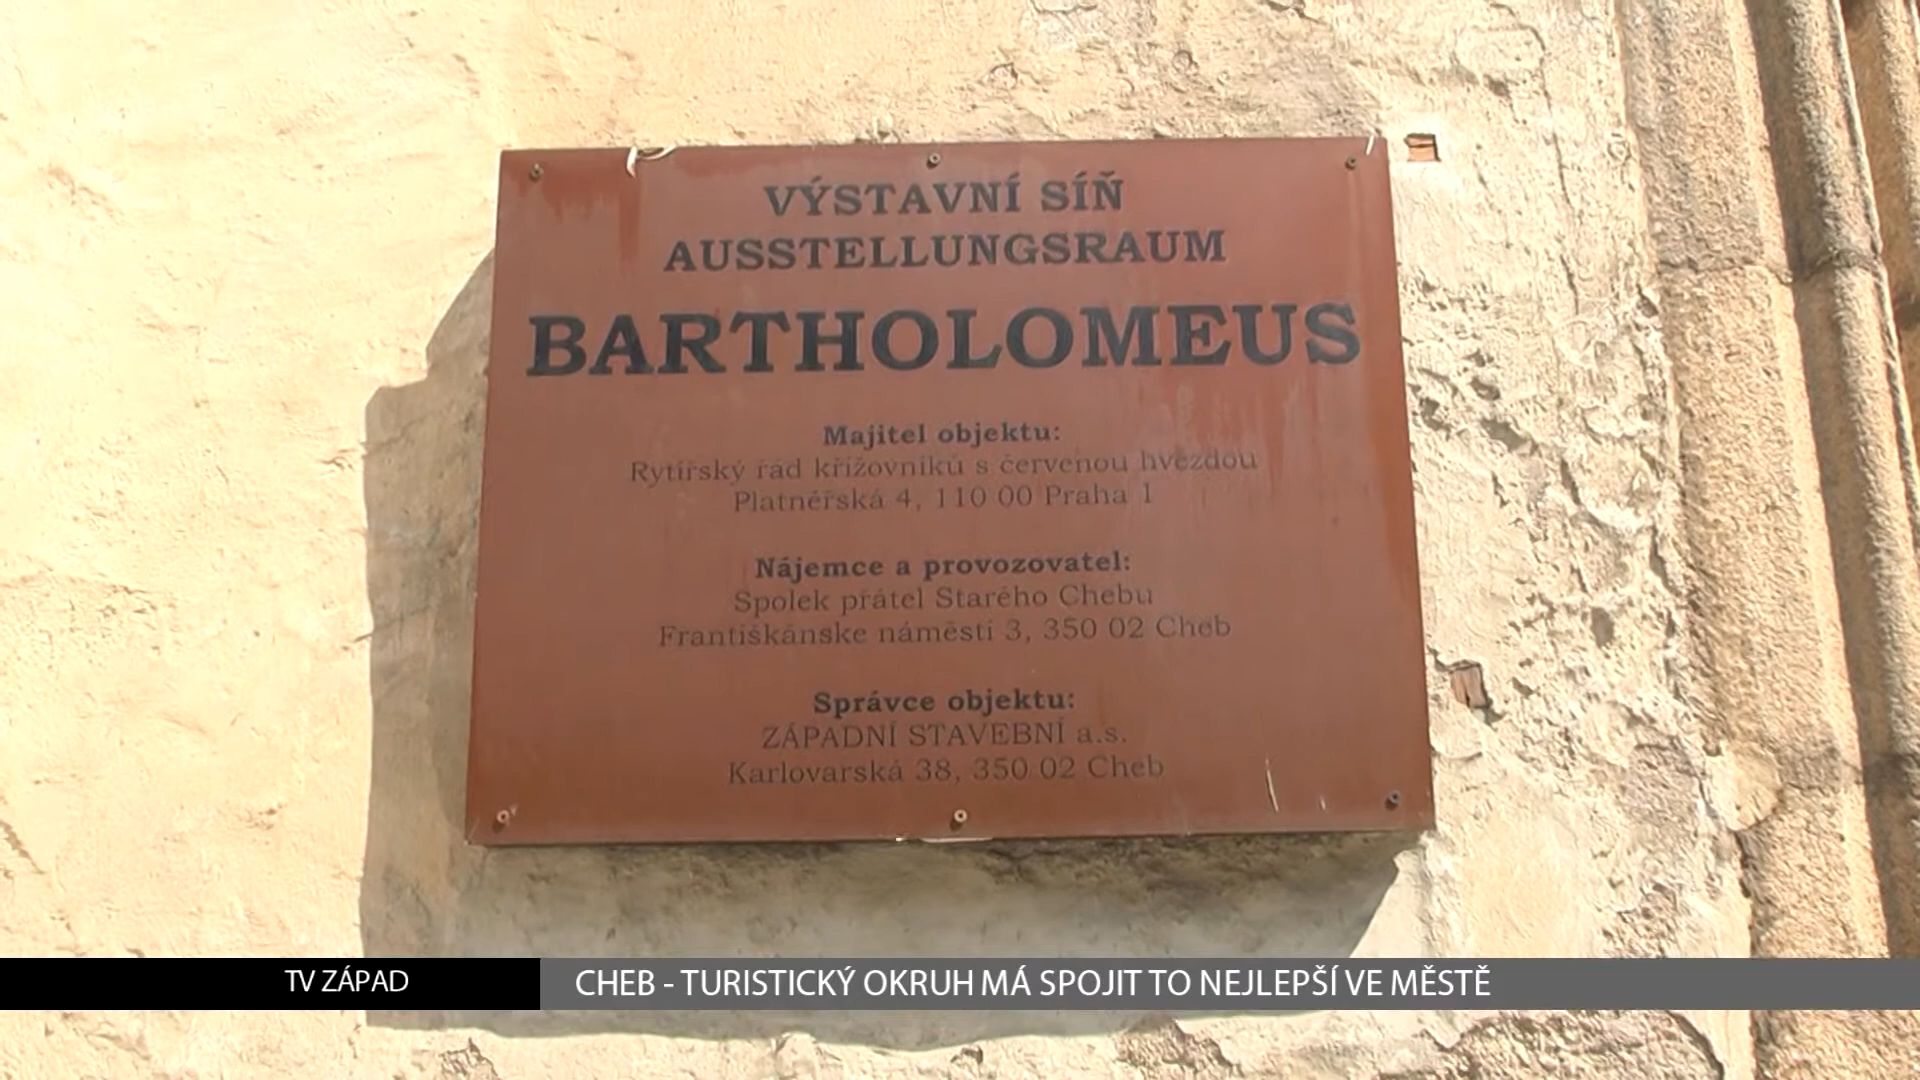 VÝSTAVNÍ SÍŇ
AUSSTELLUNGSRAUM
BARTHOLOMEUS
Majitel objektu:
Rytířský řád křížovníků s červenou hvězdou
Platnéřská 4, 110 00 Praha 1
Nájemce a provozovatel:
Spolek přátel Starého Chebu
Františkánske náměstí 3, 350 02 Cheb
Správce objektu:
ZÁPADNÍ STAVEBNÍ a.s.
Karlovarská 38, 350 02 Cheb
TV ZÁPAD
CHEB - TURISTICKÝ OKRUH MÁ SPOJIT TO NEJLEPŠÍ VE MĚSTĚ